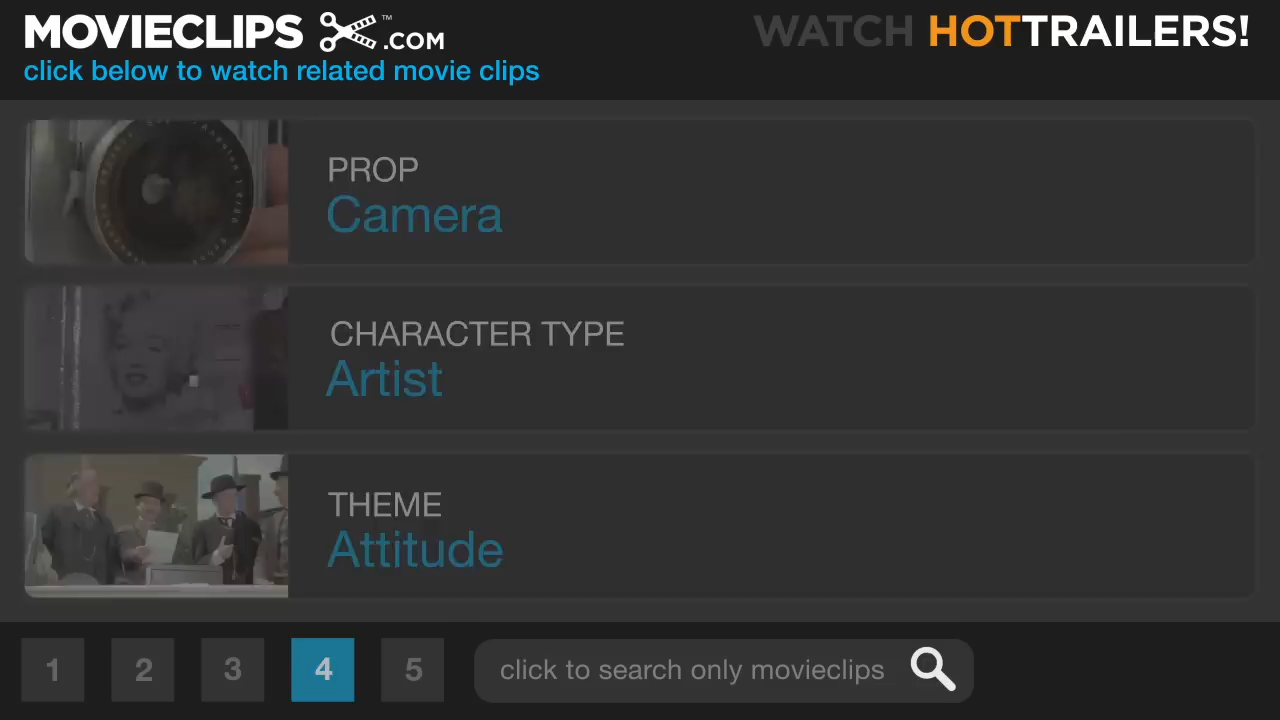 MOVIECLIPS ™ .COM
WATCH HOTTRAILERS!
click below to watch related movie clips
PROP
Camera
CHARACTER TYPE
Artist
THEME
Attitude
1 2 3 4 5
click to search only movieclips